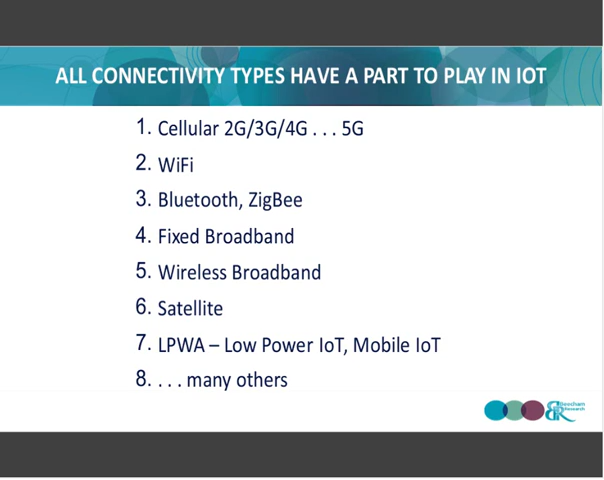 ALL CONNECTIVITY TYPES HAVE A PART TO PLAY IN IOT
1. Cellular 2G/3G/4G . . . 5G
2. WiFi
3. Bluetooth, ZigBee
4. Fixed Broadband
5. Wireless Broadband
6. Satellite
7. LPWA – Low Power IoT, Mobile IoT
8. . . . many others
Beecham
Research